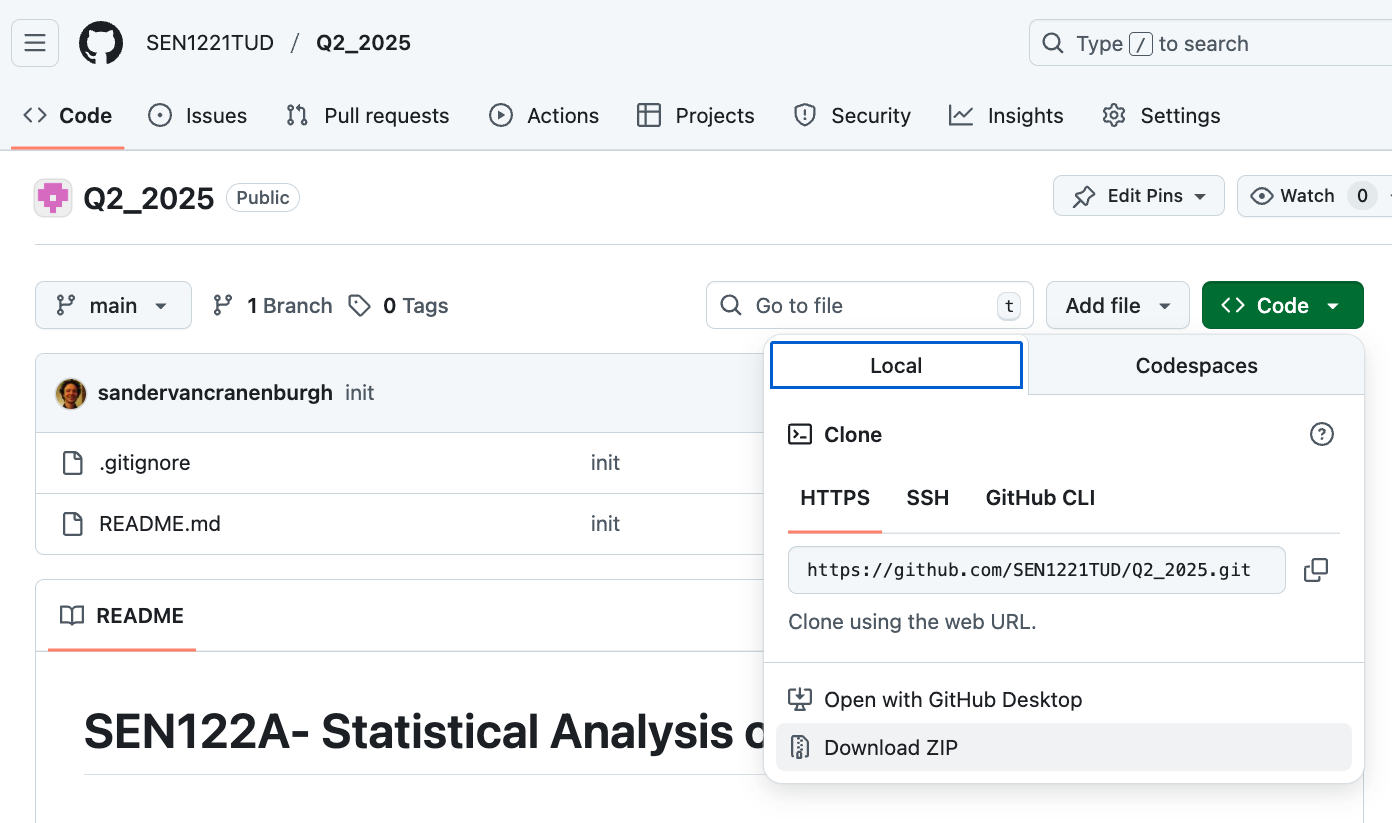 SEN1221TUD / Q2_2025
Type / to search
Code Issues Pull requests Actions Projects Security Insights Settings
Q2_2025 Public
Edit Pins Watch 0
main 1 Branch 0 Tags
Go to file t Add file Code
Local Codespaces
sandervancranenburgh init
Clone
.gitignore init
HTTPS SSH GitHub CLI
README.md init
https://github.com/SEN1221TUD/Q2_2025.git
README
Clone using the web URL.
Open with GitHub Desktop
SEN122A- Statistical Analysis
Download ZIP